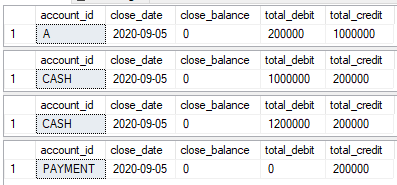 account_id close_date close_balance total_debit total_credit
1 A 2020-09-05 0 200000 1000000
account_id close_date close_balance total_debit total_credit
1 CASH 2020-09-05 0 1000000 200000
account_id close_date close_balance total_debit total_credit
1 CASH 2020-09-05 0 1200000 200000
account_id close_date close_balance total_debit total_credit
1 PAYMENT 2020-09-05 0 0 200000